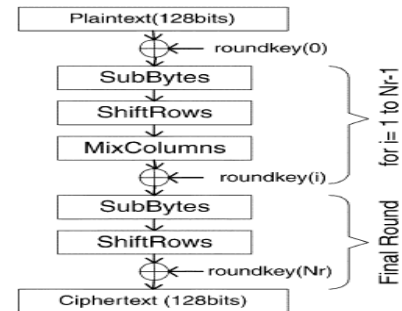 Plaintext(128bits)
roundkey(0)
SubBytes
ShiftRows
MixColumns
for i= 1 to Nr-1
roundkey(i)
SubBytes
ShiftRows
Final Round
roundkey(Nr)
Ciphertext (128bits)